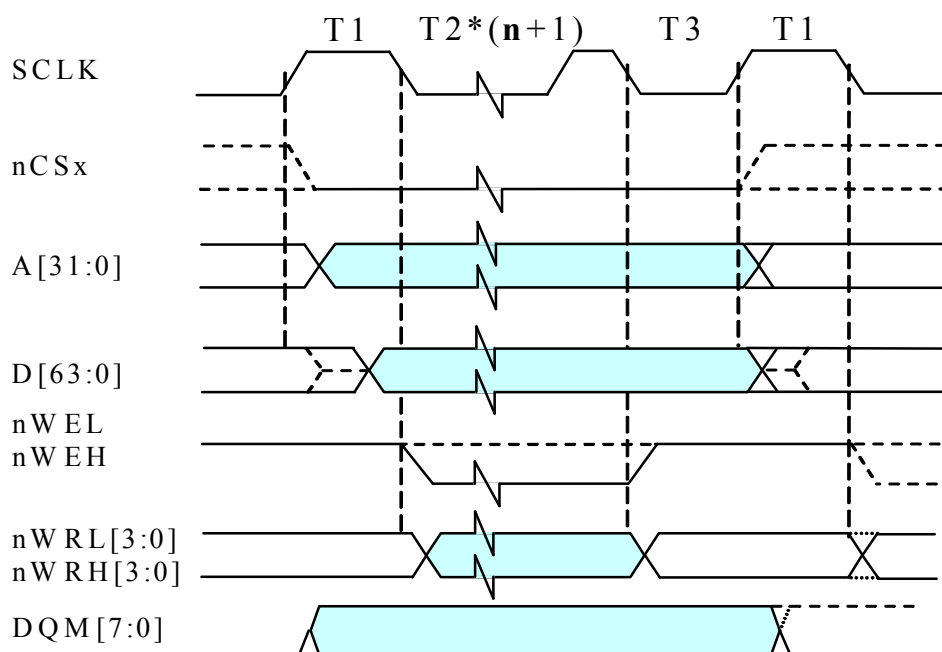 T1 T2*(n+1) T3 T1
SCLK
nCSx
A[31:0]
D[63:0]
nWEL
nWEH
nWRL[3:0]
nWRH[3:0]
DQM[7:0]